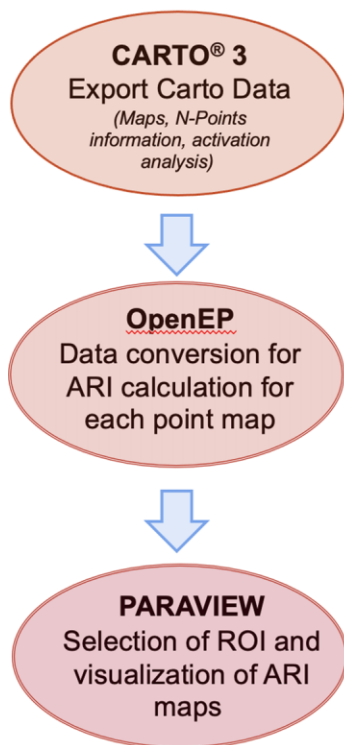 CARTO® 3
Export Carto Data
(Maps, N-Points
information, activation
analysis)
OpenEP
Data conversion for
ARI calculation for
each point map
PARAVIEW
Selection of ROI and
visualization of ARI
maps